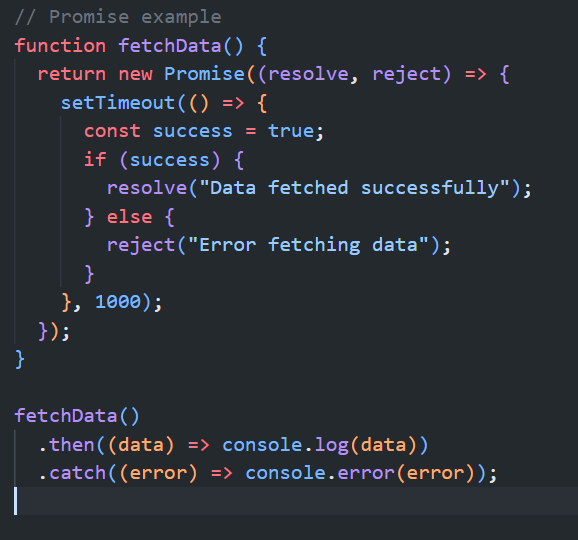 // Promise example
function fetchData() {
  return new Promise((resolve, reject) => {
    setTimeout(() => {
      const success = true;
      if (success) {
        resolve("Data fetched successfully");
      } else {
        reject("Error fetching data");
      }
    }, 1000);
  });
}

fetchData()
  .then((data) => console.log(data))
  .catch((error) => console.error(error));